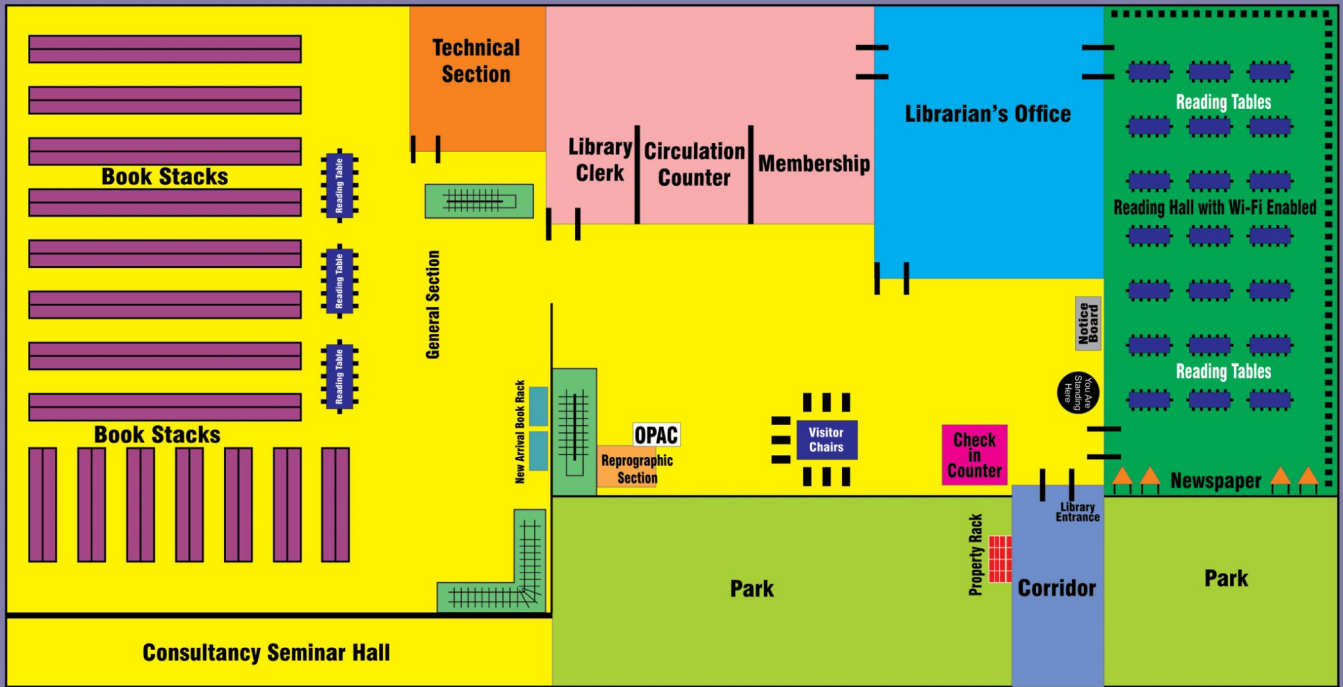 Technical
Section
Librarian's Office
Reading Tables
Library
Clerk
Circulation
Counter
Membership
Book Stacks
Reading Table
Reading Hall with Wi-Fi Enabled
Reading Table
General Section
Notice
Board
Reading Table
Reading Tables
You Are
Standing
Here
New Arrival Book Rack
Book Stacks
OPAC
Reprographic
Section
Visitor
Chairs
Check
in
Counter
Newspaper
Library
Entrance
Property Rack
Park
Corridor
Park
Consultancy Seminar Hall